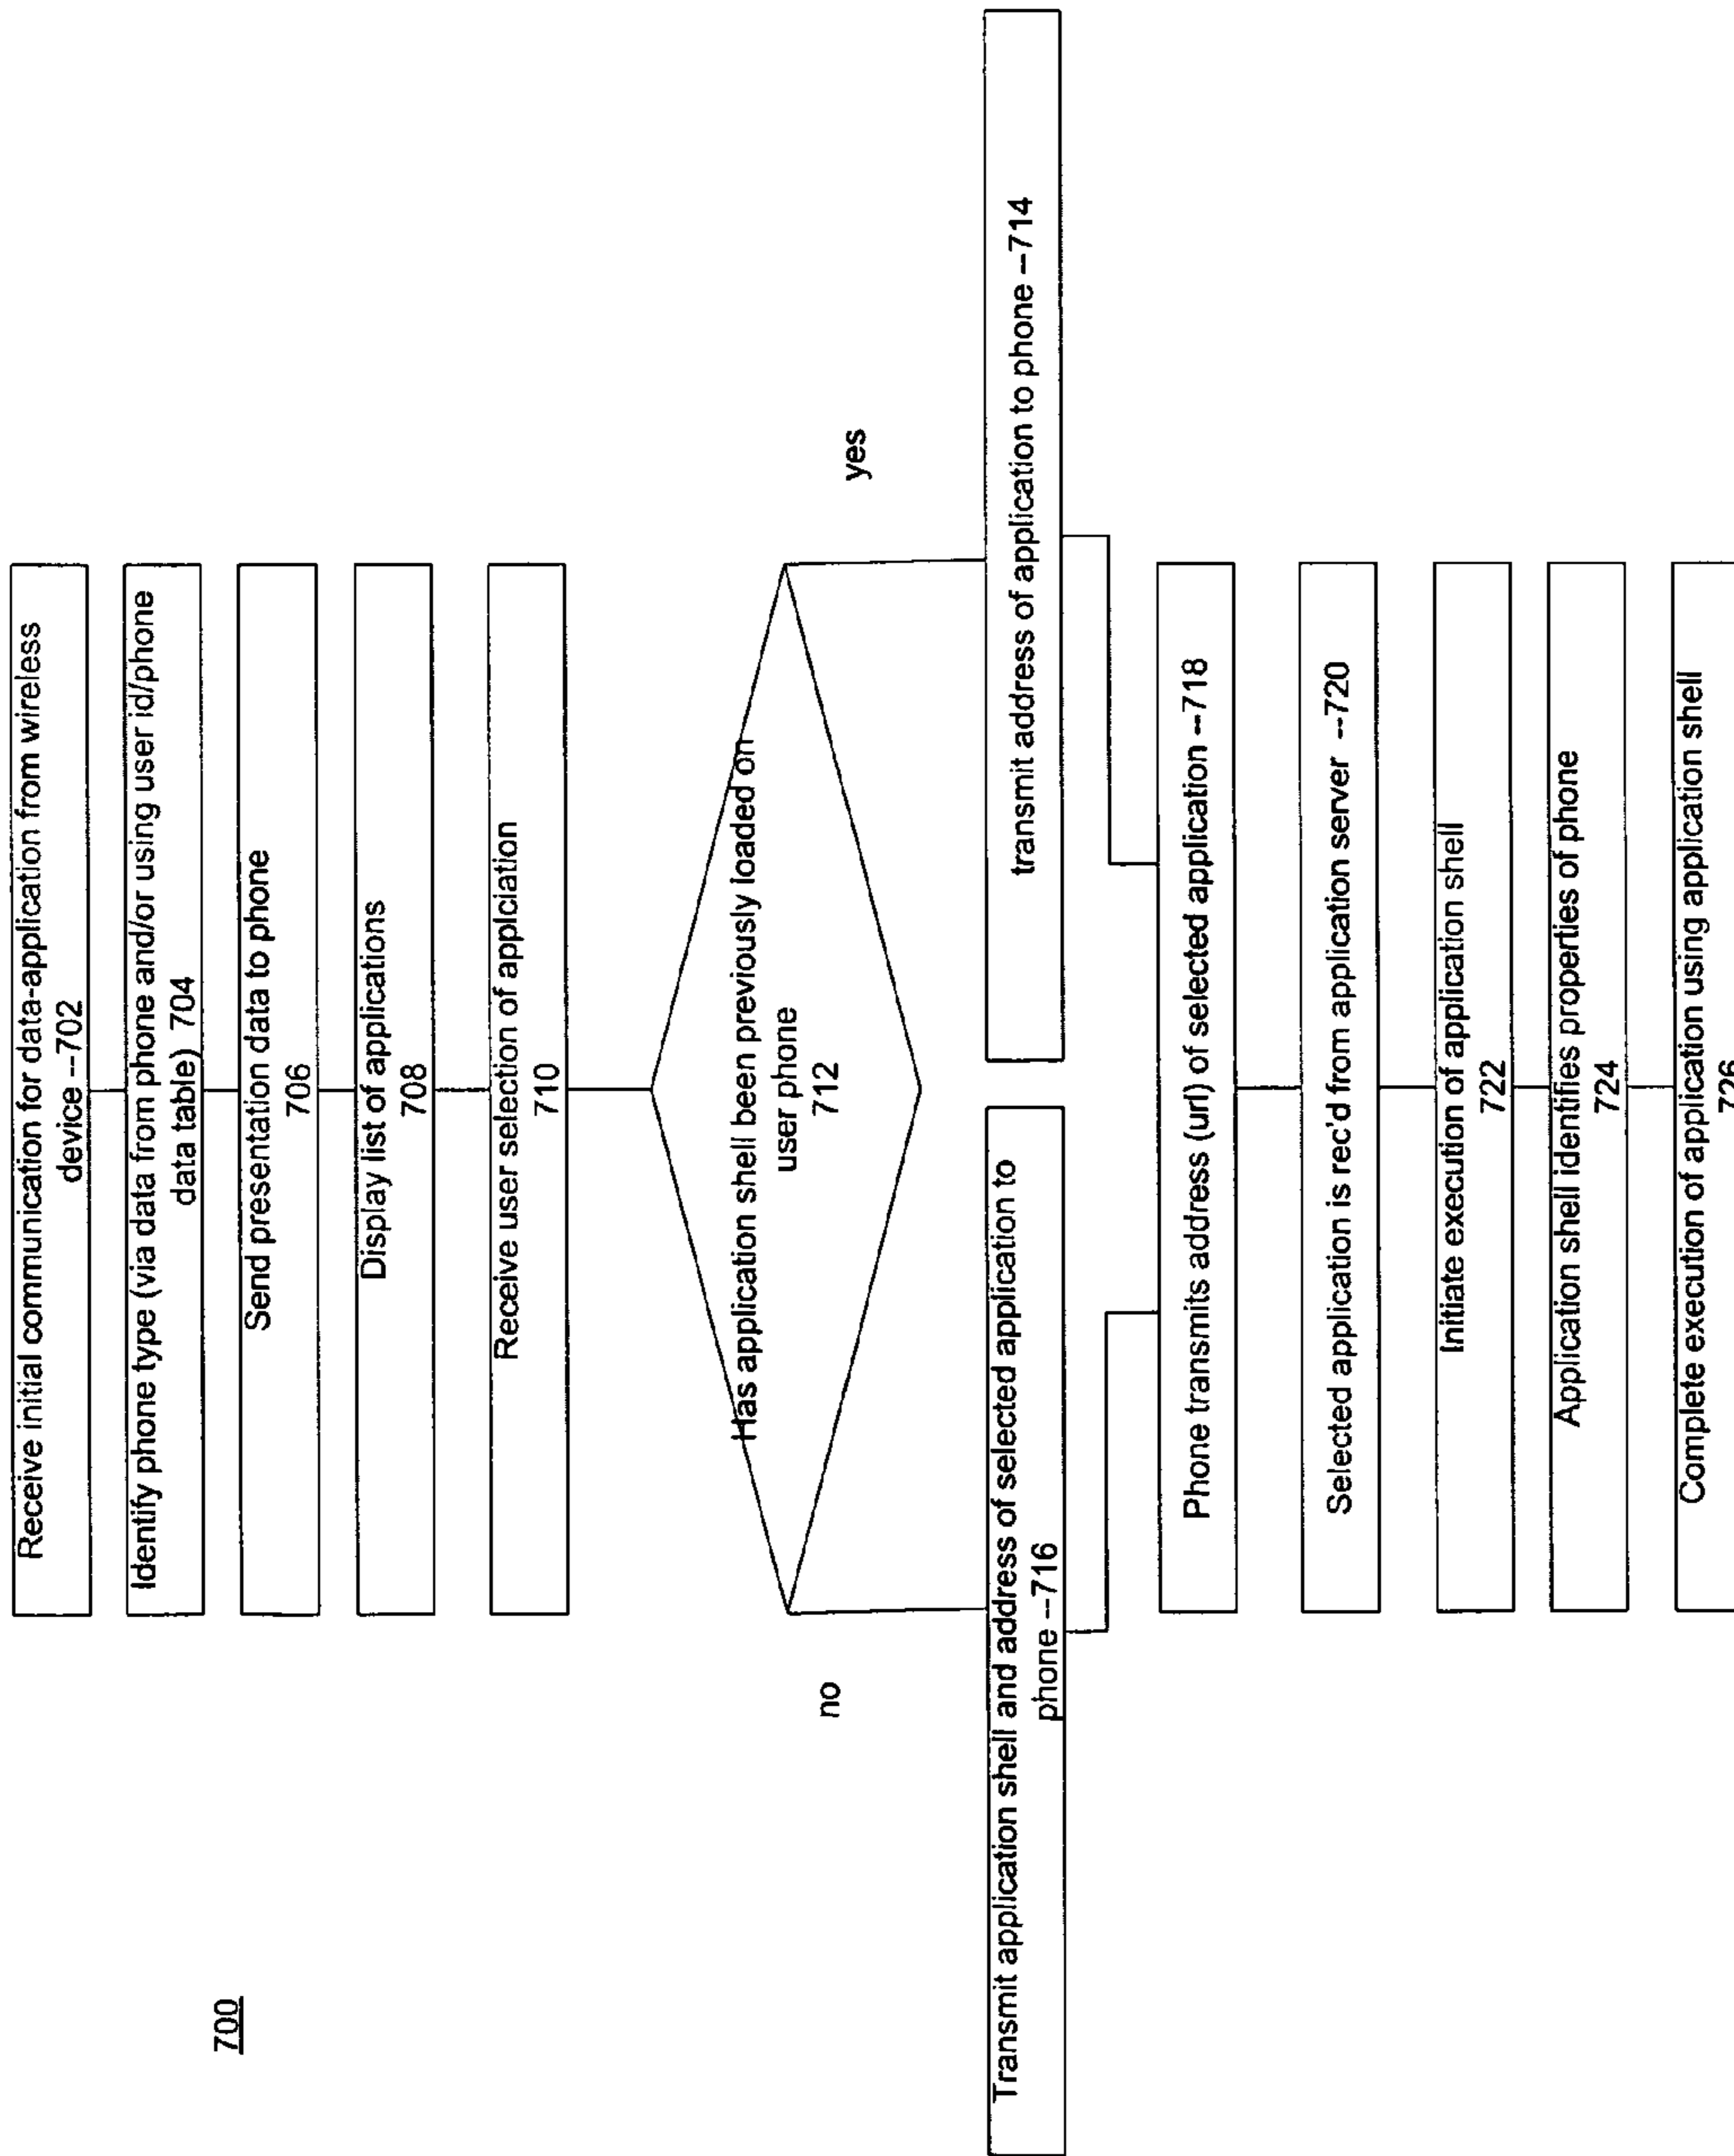 700
Receive initial communication for data-application from wireless
device --702
Identify phone type (via data from phone and/or using user id/phone
data table) 704
Send presentation data to phone
706
Display list of applications
708
Receive user selection of applciation
710
Has application shell been previously loaded on
user phone
712
no
yes
Transmit application shell and address of selected application to
phone --716
transmit address of application to phone --714
Phone transmits address (url) of selected application --718
Selected application is rec'd from application server --720
Initiate execution of application shell
722
Application shell identifies properties of phone
724
Complete execution of application using application shell
726